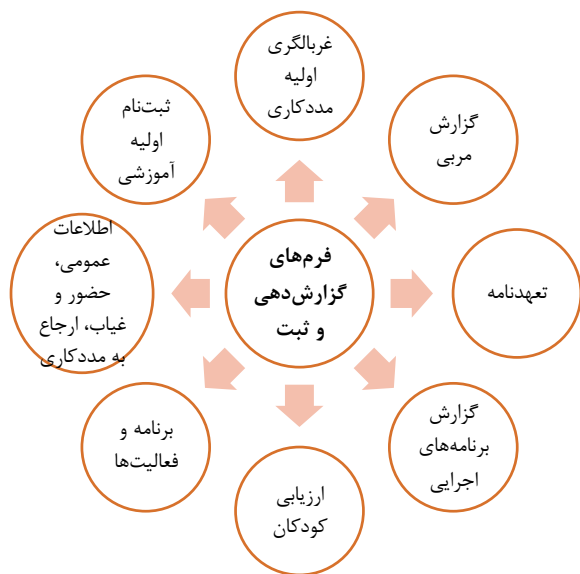 غربالگری
اولیه
مددکاری
گزارش
مربی
تعهدنامه
گزارش
برنامه‌های
اجرایی
ارزیابی
کودکان
برنامه و
فعالیت‌ها
اطلاعات
عمومی،
حضور و
غیاب، ارجاع
به مددکاری
ثبت‌نام
اولیه
آموزشی
فرم‌های
گزارش‌دهی
و ثبت